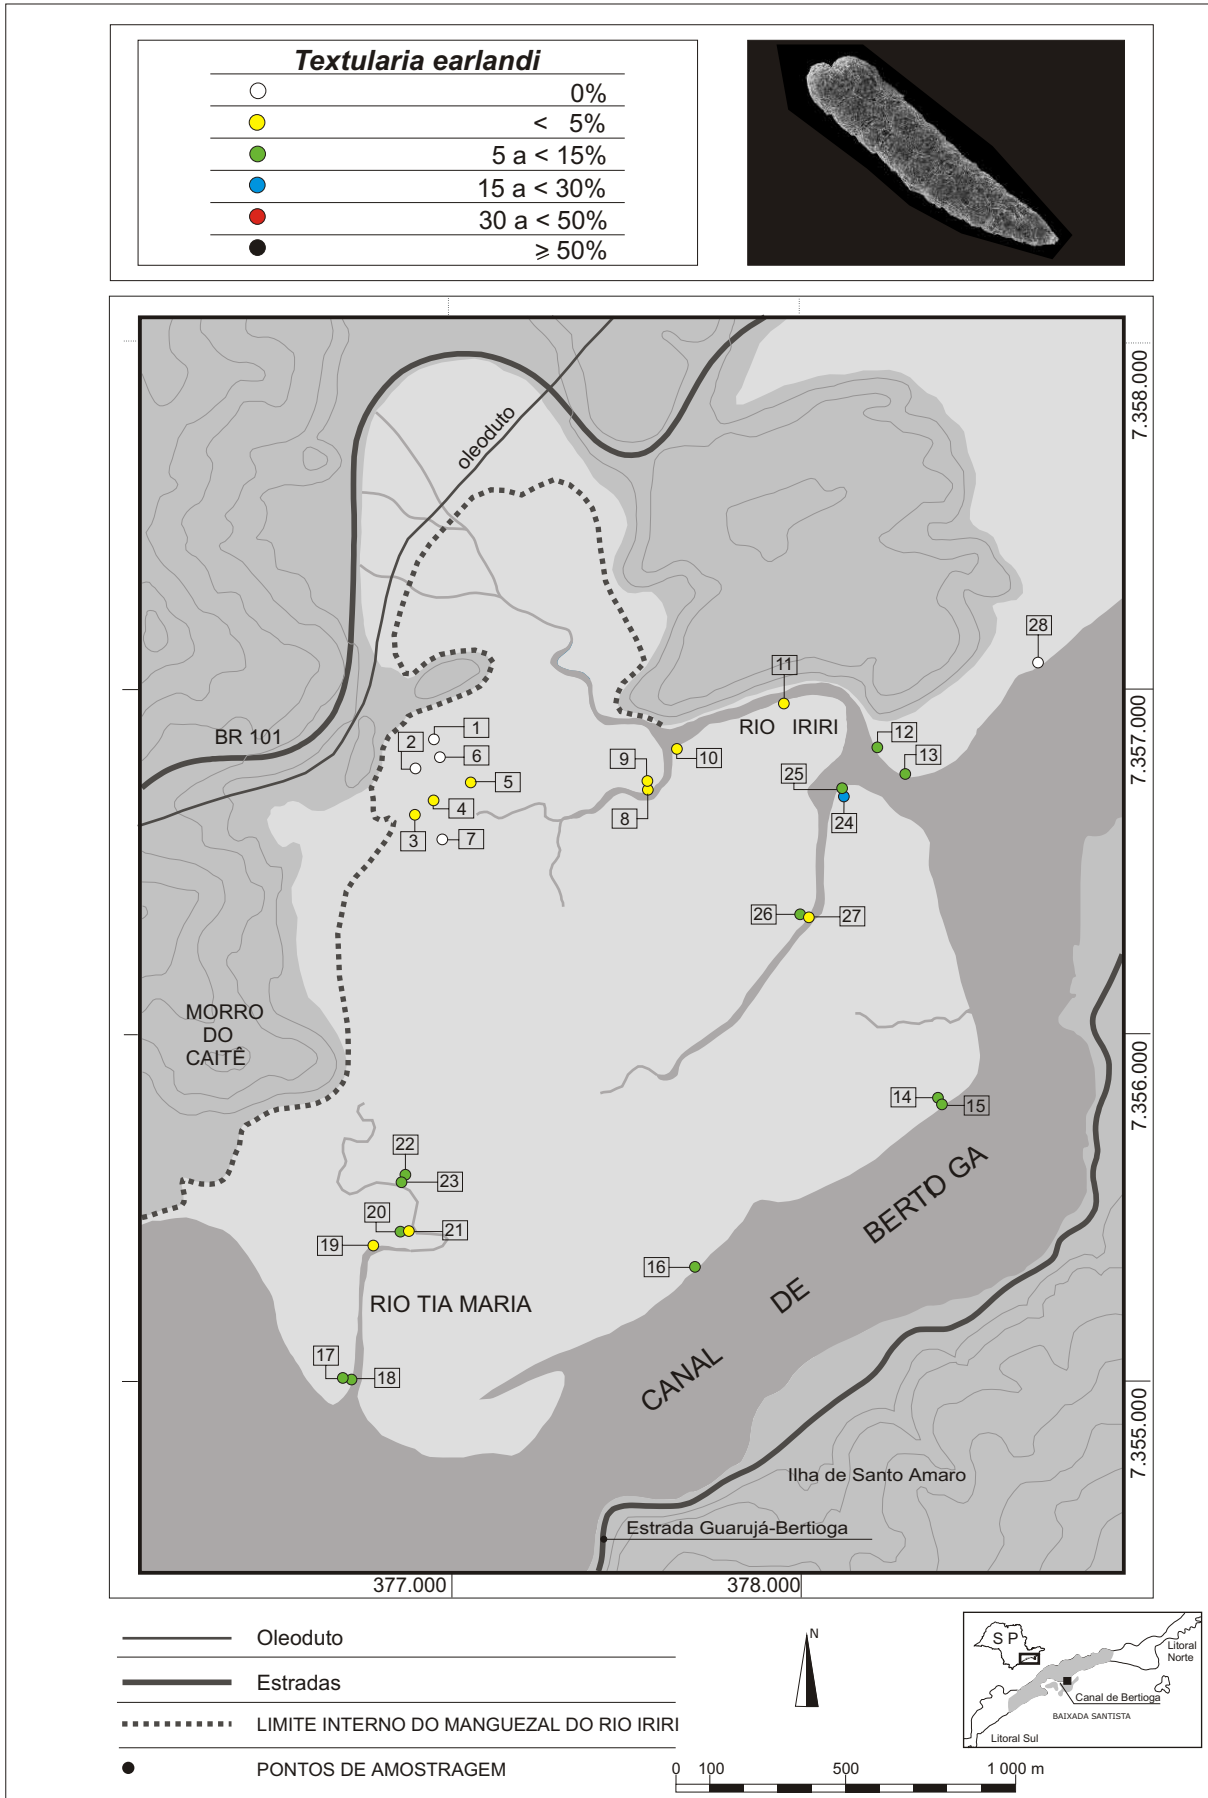 Textularia earlandi
0%
< 5%
5 a < 15%
15 a < 30%
30 a < 50%
⩾ 50%
7.358.000
oleoduto
28
11
BR 101
RIO IRIRI
1
2
6
12
7.357.000
9
10
13
5
25
4
8
24
3
7
26
27
MORRO
DO
CAITÊ
7.356.000
14
15
22
23
BERTIO GA
20
21
19
16
DE
RIO TIA MARIA
17
18
CANAL
7.355.000
Ilha de Santo Amaro
Estrada Guarujá-Bertioga
377.000
378.000
Oleoduto
Estradas
LIMITE INTERNO DO MANGUEZAL DO RIO IRIRI
PONTOS DE AMOSTRAGEM
N
S P
Litoral
Norte
Canal de Bertioga
BAIXADA SANTISTA
Litoral Sul
0 100 500 1 000 m